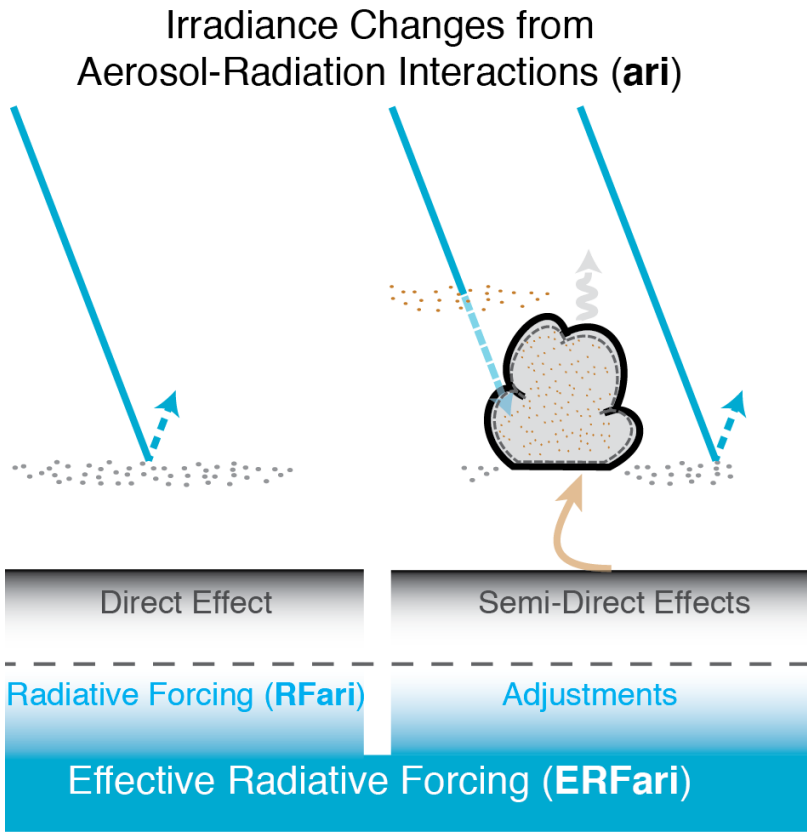 Irradiance Changes from
Aerosol-Radiation Interactions (ari)
Direct Effect
Semi-Direct Effects
Radiative Forcing (RFari)
Adjustments
Effective Radiative Forcing (ERFari)